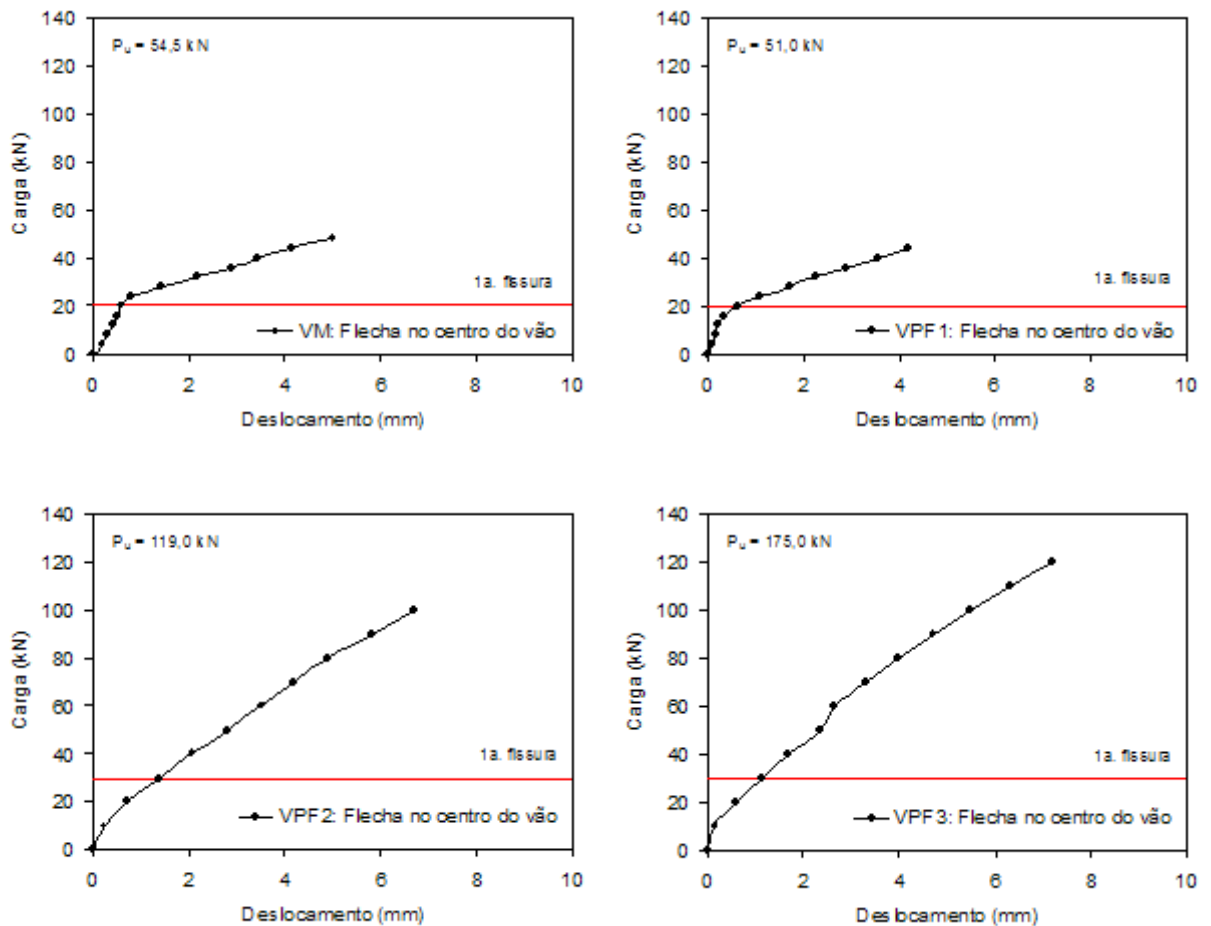 140
120
100
80
60
40
20
0
Carga (kN)
Pu = 54,5 kN
1a. fissura
VM: Flecha no centro do vão
0 2 4 6 8 10
Deslocamento (mm)
140
120
100
80
60
40
20
0
Carga (kN)
Pu = 51,0 kN
1a. fissura
VPF1: Flecha no centro do vão
0 2 4 6 8 10
Deslocamento (mm)
140
120
100
80
60
40
20
0
Carga (kN)
Pu = 119,0 kN
1a. fissura
VPF2: Flecha no centro do vão
0 2 4 6 8 10
Deslocamento (mm)
140
120
100
80
60
40
20
0
Carga (kN)
Pu = 175,0 kN
1a. fissura
VPF3: Flecha no centro do vão
0 2 4 6 8 10
Deslocamento (mm)